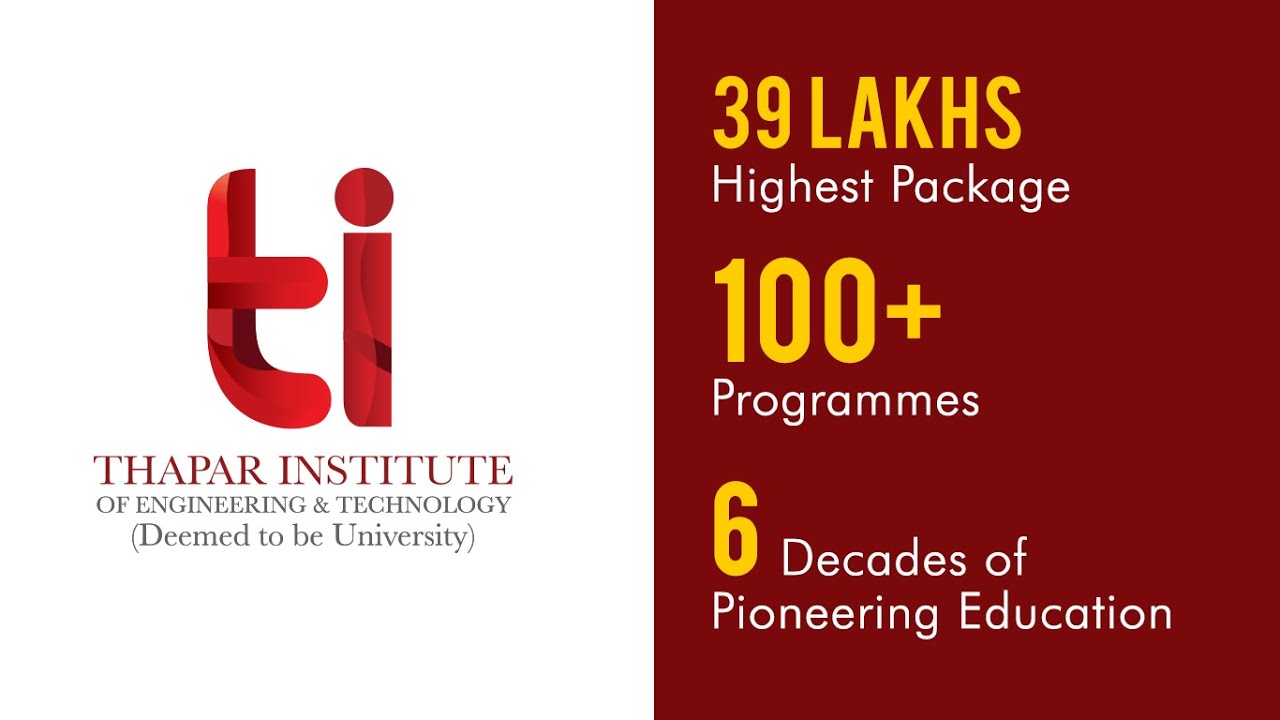 ti
THAPAR INSTITUTE
OF ENGINEERING & TECHNOLOGY
(Deemed to be University)
39 LAKHS
Highest Package
100+
Programmes
6 Decades of
Pioneering Education